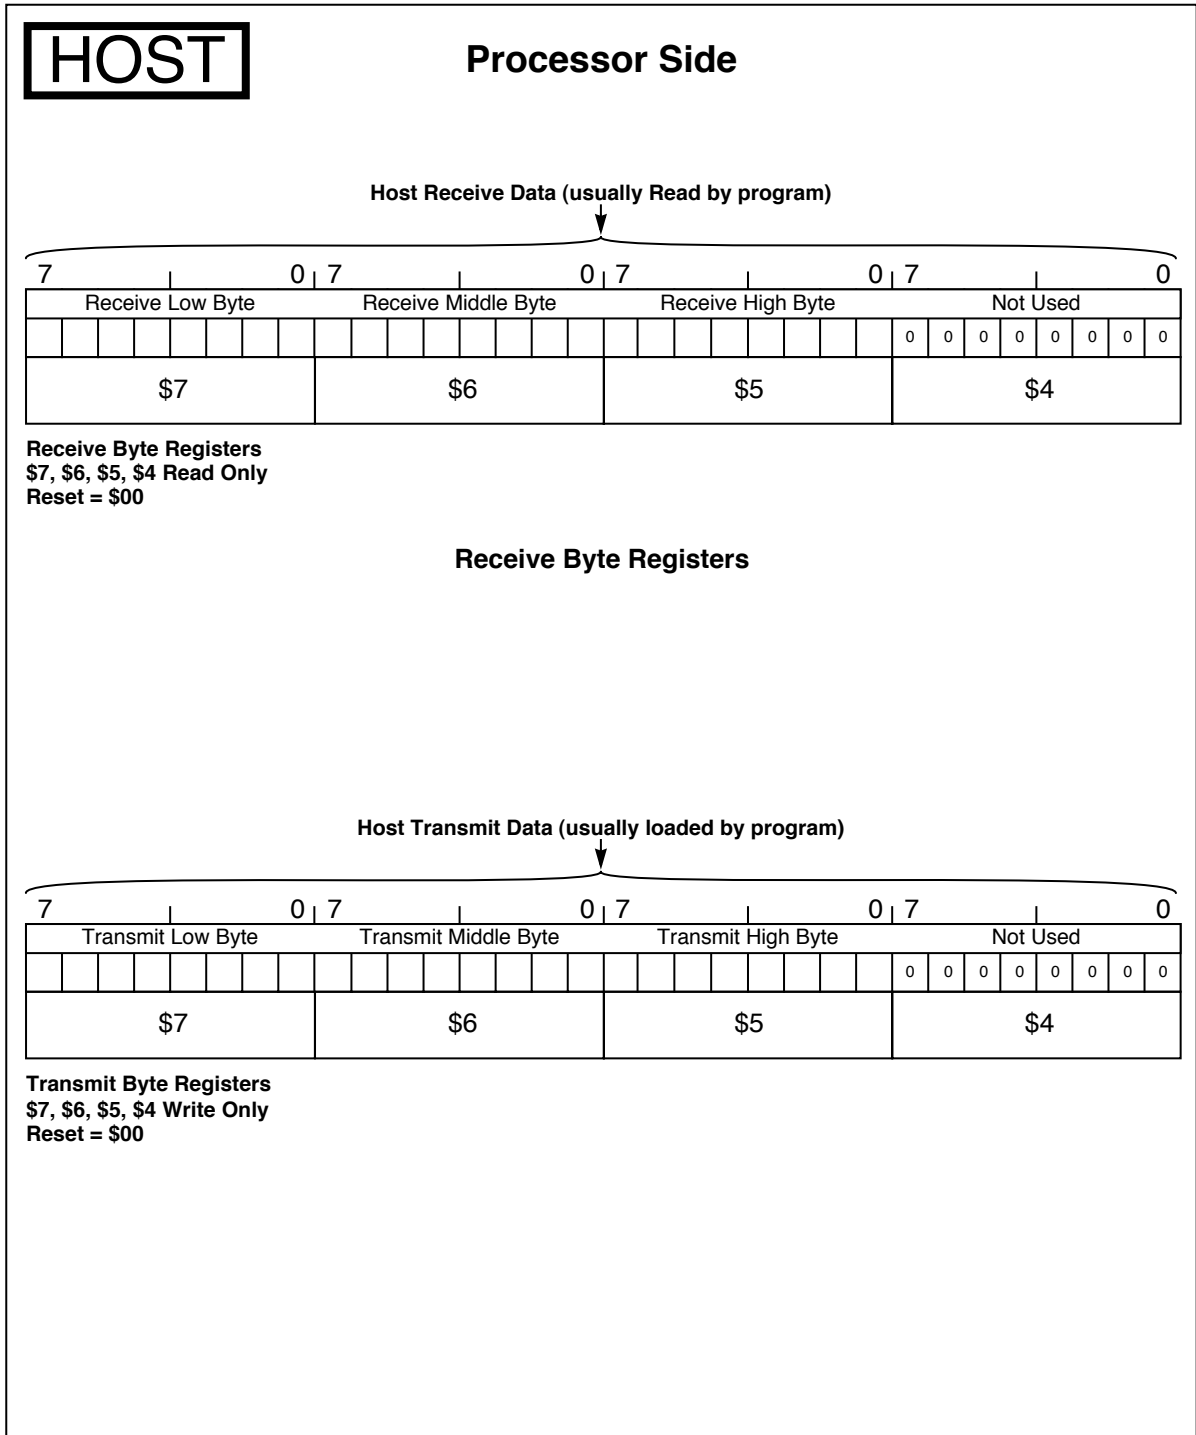 HOST
Processor Side
Host Receive Data (usually Read by program)
7 0 7 0 7 0 7 0
Receive Low Byte Receive Middle Byte Receive High Byte Not Used
0 0 0 0 0 0 0 0
$7 $6 $5 $4
Receive Byte Registers
$7, $6, $5, $4 Read Only
Reset = $00
Receive Byte Registers
Host Transmit Data (usually loaded by program)
7 0 7 0 7 0 7 0
Transmit Low Byte Transmit Middle Byte Transmit High Byte Not Used
0 0 0 0 0 0 0 0
$7 $6 $5 $4
Transmit Byte Registers
$7, $6, $5, $4 Write Only
Reset = $00